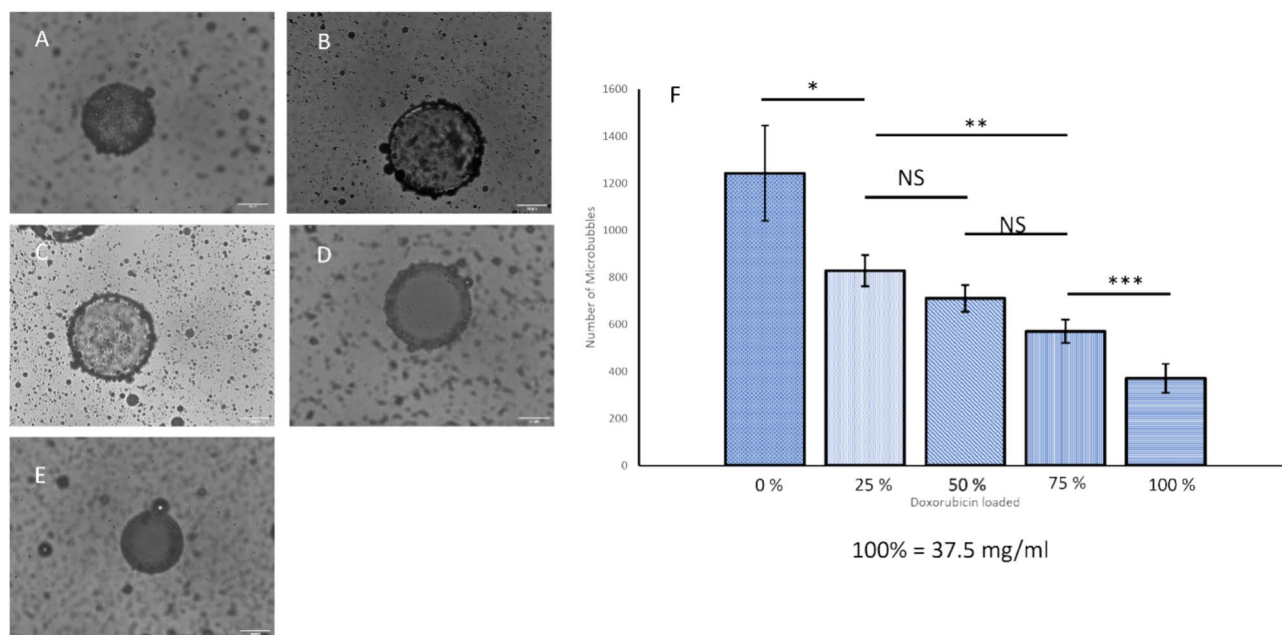 A
B
C
D
E
F
1600
1400
1200
1000
800
600
400
200
0
Number of Microbubbles
*
**
NS
NS
***
0 %
25 %
50 %
75 %
100 %
Doxorubicin loaded
100% = 37.5 mg/ml